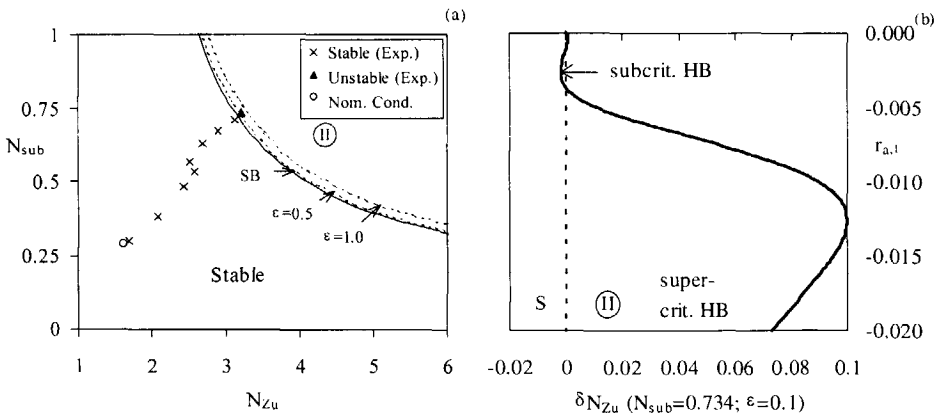 (a)
1
× Stable (Exp.)
▲ Unstable (Exp.)
○ Nom. Cond.
0.75
N_sub
II
0.5
SB
ε=0.5
ε=1.0
0.25
Stable
0
1 2 3 4 5 6
N_Zu
(b)
0.000
subcrit. HB
-0.005
r_a,1
-0.010
-0.015
super-
crit. HB
S II
-0.020
-0.02 0 0.02 0.04 0.06 0.08 0.1
δN_Zu (N_sub=0.734; ε=0.1)